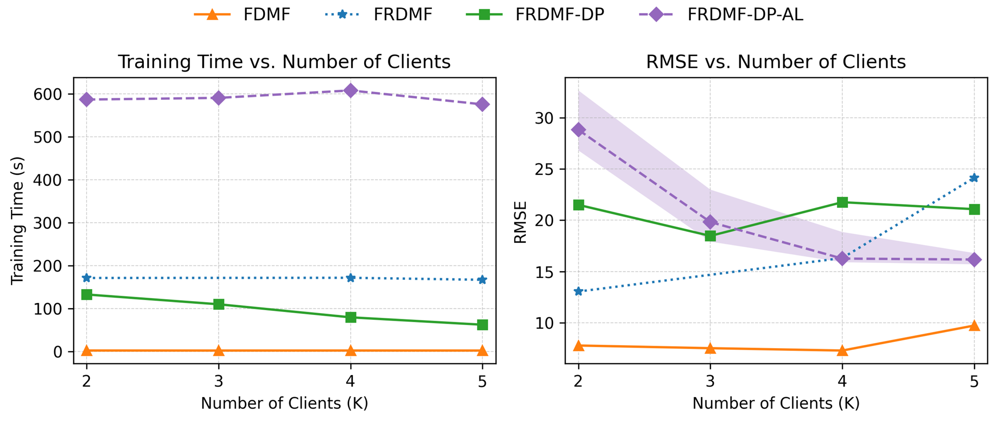 FDMF FRDMF FRDMF-DP FRDMF-DP-AL
Training Time vs. Number of Clients
600
500
400
300
200
100
0
Training Time (s)
2 3 4 5
Number of Clients (K)
RMSE vs. Number of Clients
30
25
20
15
10
RMSE
2 3 4 5
Number of Clients (K)